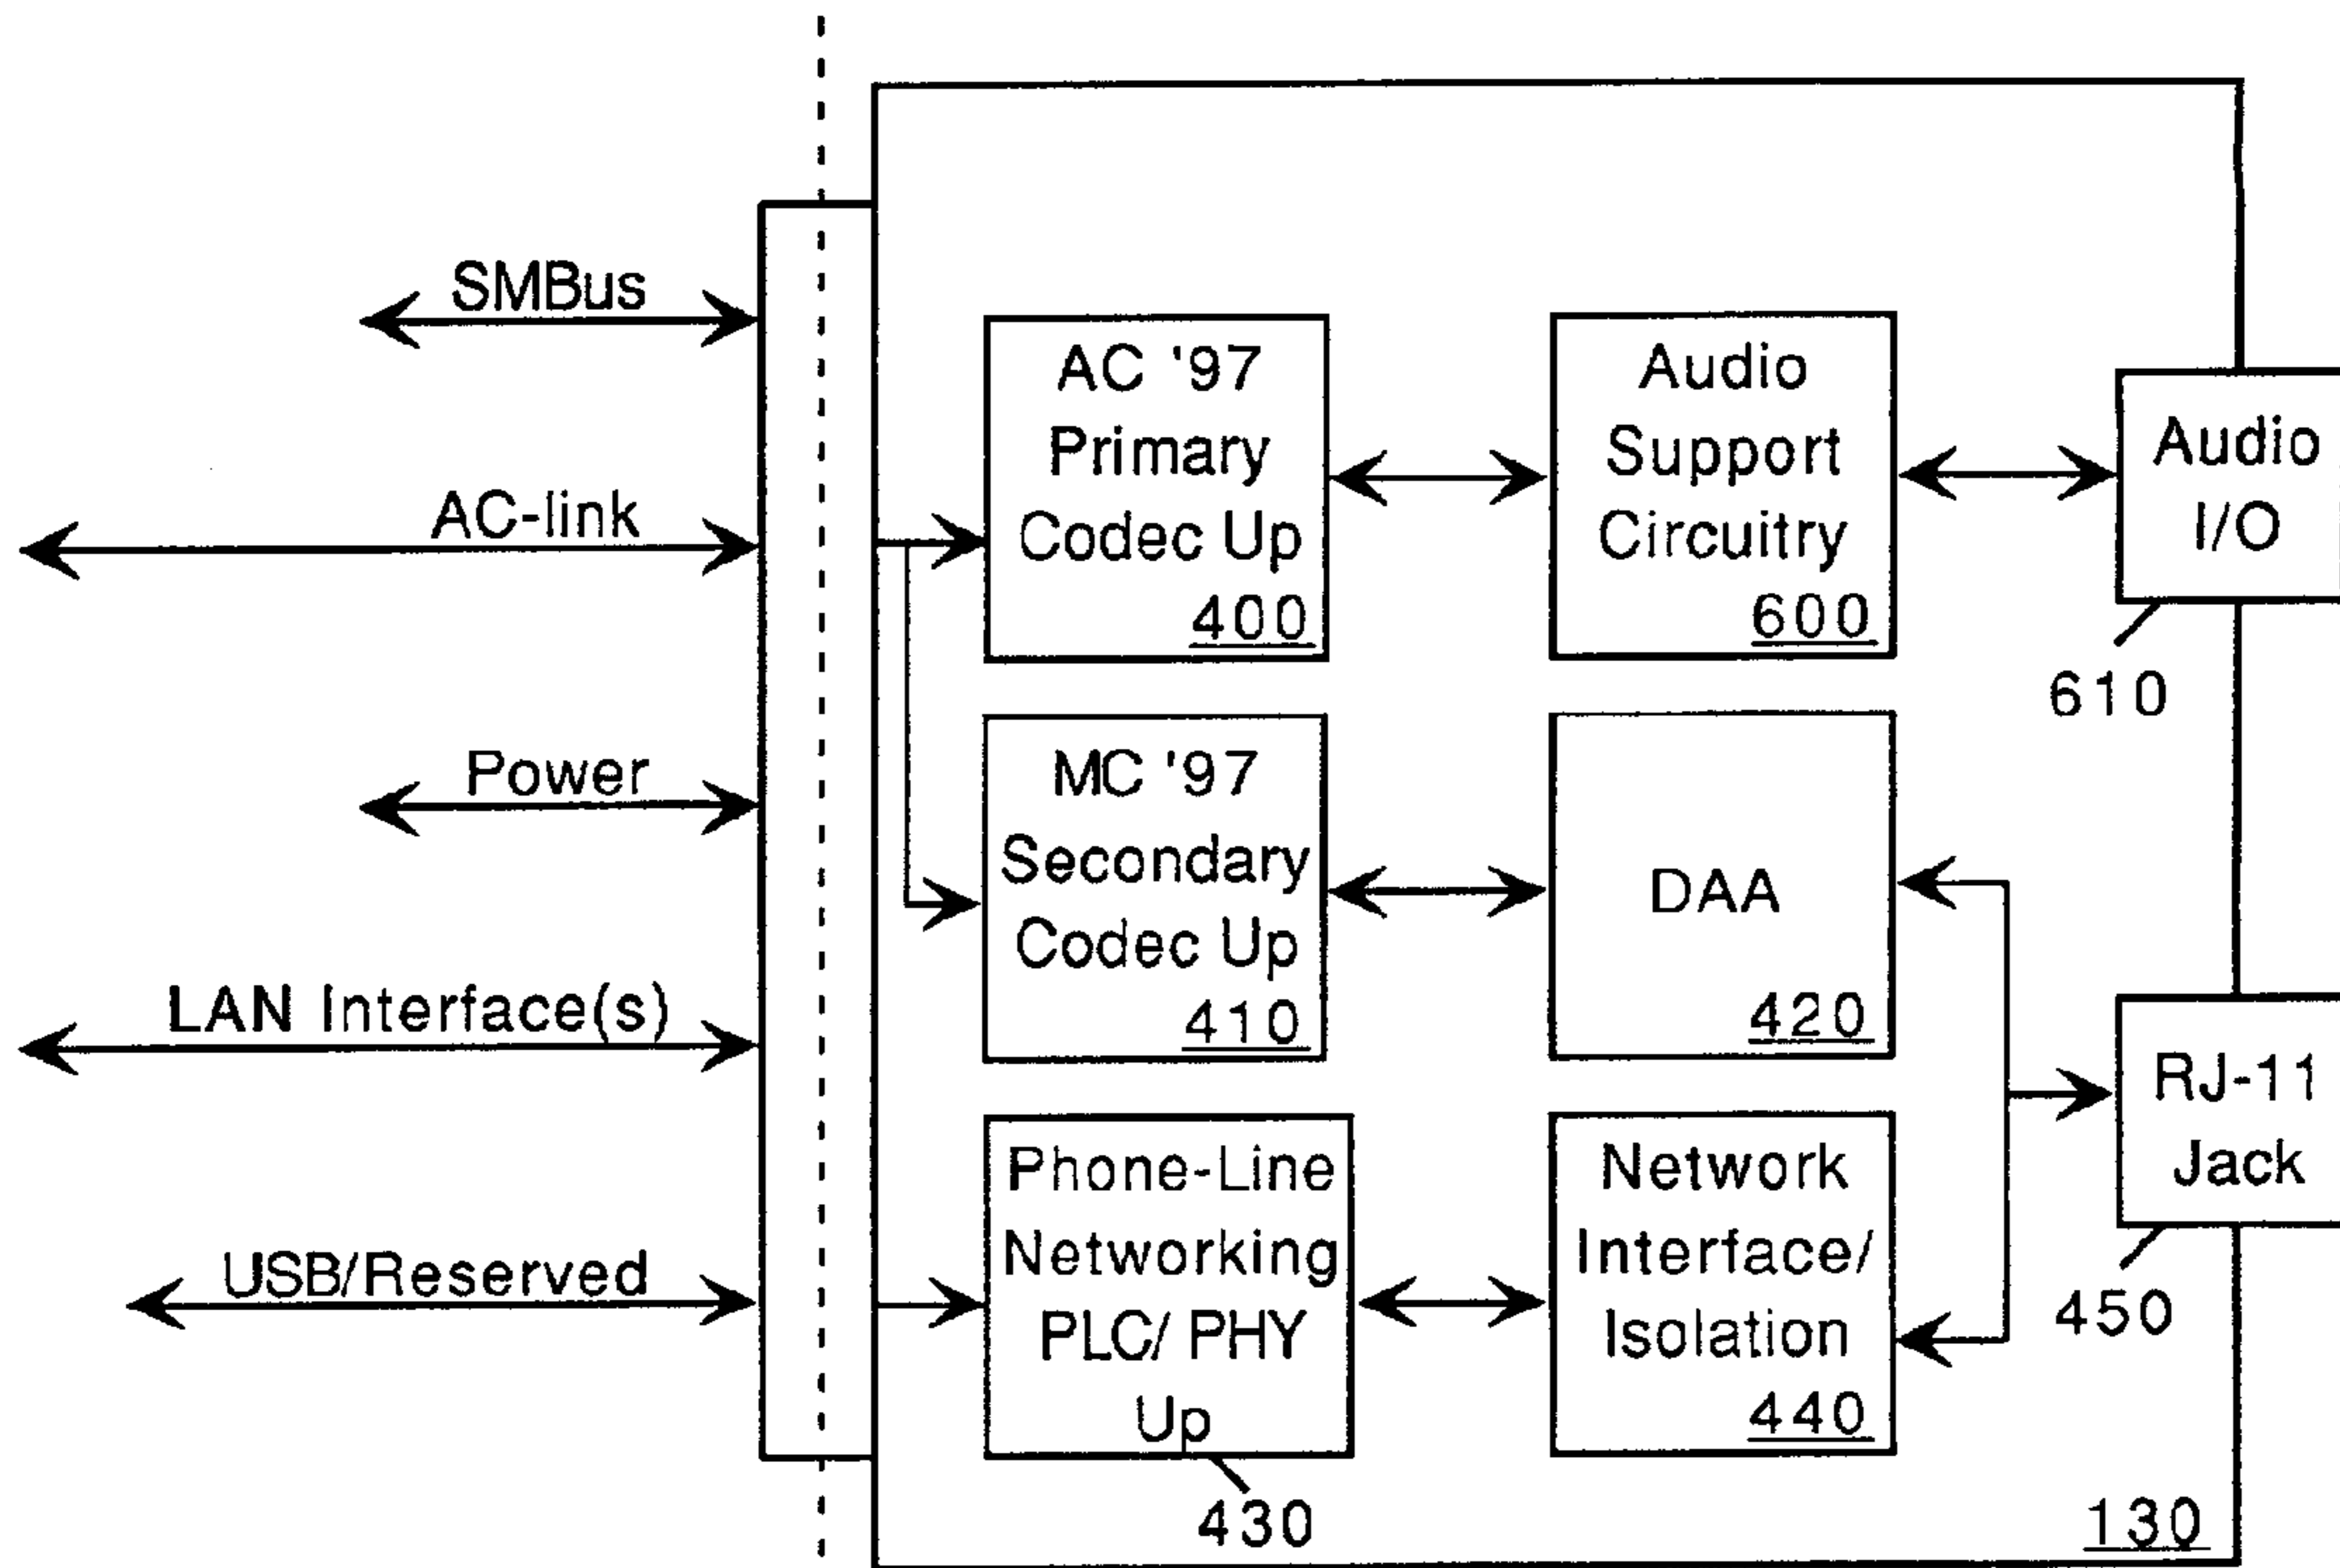 SMBus
AC-link
Power
LAN Interface(s)
USB/Reserved
AC '97
Primary
Codec Up
400
Audio
Support
Circuitry
600
Audio
I/O
610
MC '97
Secondary
Codec Up
410
DAA
420
RJ-11
Jack
450
Phone-Line
Networking
PLC/ PHY
Up
430
Network
Interface/
Isolation
440
130